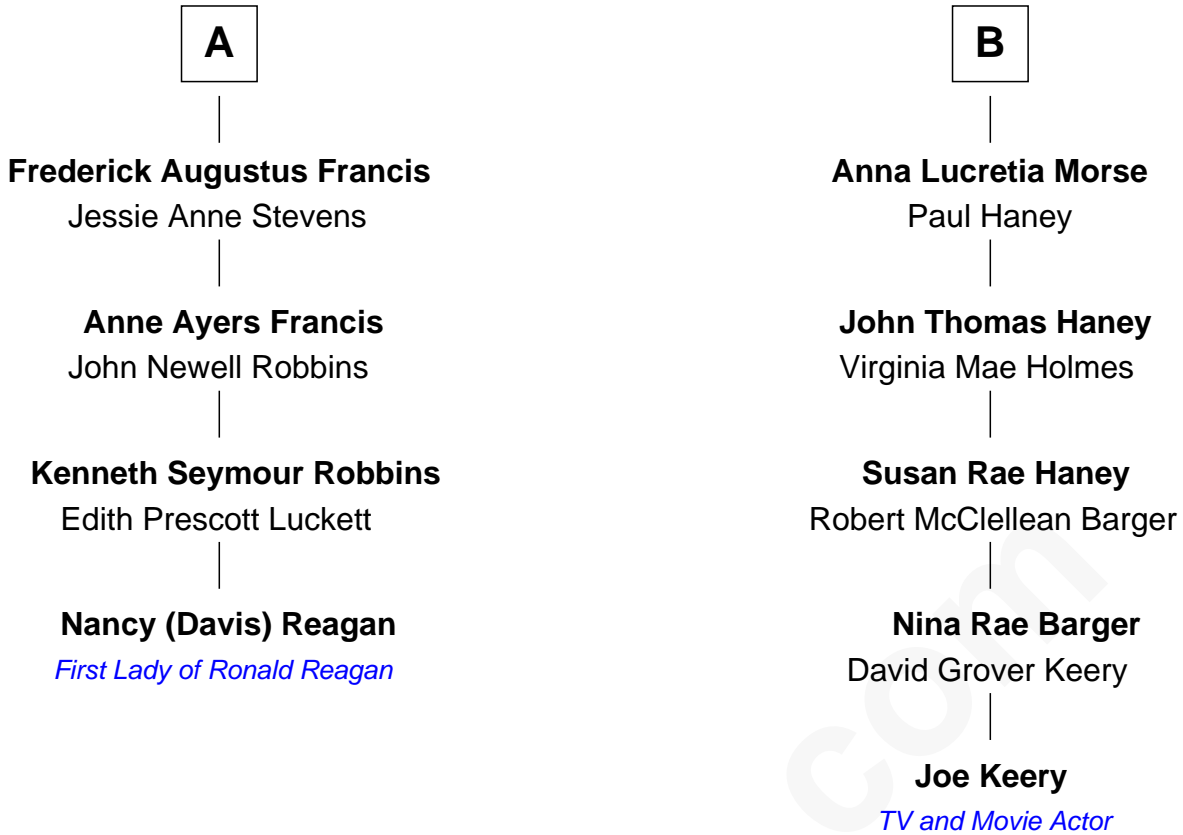 A
Frederick Augustus Francis
Jessie Anne Stevens
Anne Ayers Francis
John Newell Robbins
Kenneth Seymour Robbins
Edith Prescott Luckett
Nancy (Davis) Reagan
First Lady of Ronald Reagan
B
Anna Lucretia Morse
Paul Haney
John Thomas Haney
Virginia Mae Holmes
Susan Rae Haney
Robert McClellean Barger
Nina Rae Barger
David Grover Keery
Joe Keery
TV and Movie Actor
com